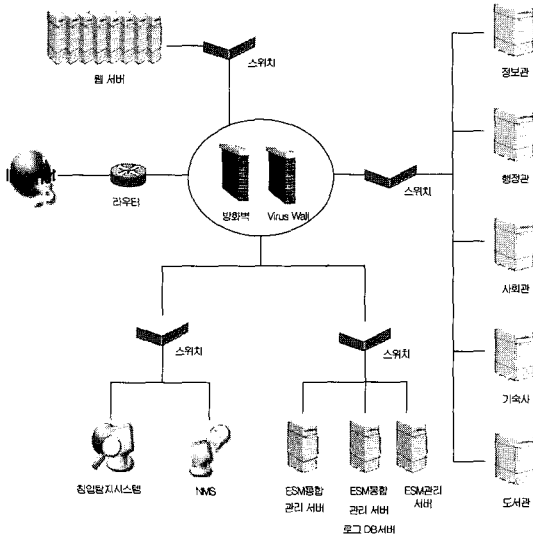 웹 서버
스위치
정보관
라우터
방화벽
Virus Wall
스위치
행정관
사회관
스위치
스위치
기숙사
침입탐지시스템
NMS
ESM통합
관리 서버
ESM통합
관리 서버
로그 DB서버
ESM관리
서버
도서관